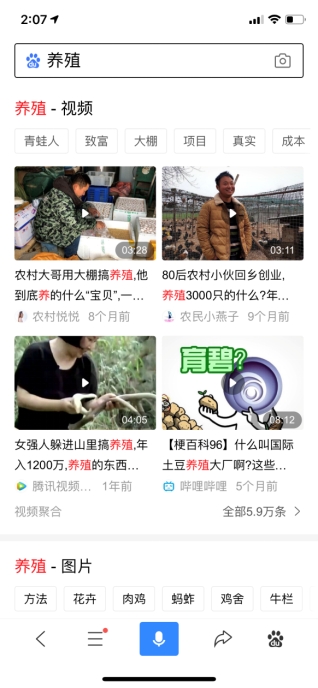 2:07
养殖
养殖 - 视频
青蛙人 致富 大棚 项目 真实 成本
03:28
03:11
农村大哥用大棚搞养殖,他
到底养的什么“宝贝”,一…
农村悦悦 8个月前
80后农村小伙回乡创业,
养殖3000只的什么?年…
农民小燕子 9个月前
04:05
育碧?
08:12
女强人躲进山里搞养殖,年
入1200万,养殖的东西…
腾讯视频… 1年前
【梗百科96】什么叫国际
土豆养殖大厂啊?这些…
哔哩哔哩 5个月前
视频聚合 全部5.9万条
养殖 - 图片
方法 花卉 肉鸡 蚂蚱 鸡舍 牛栏